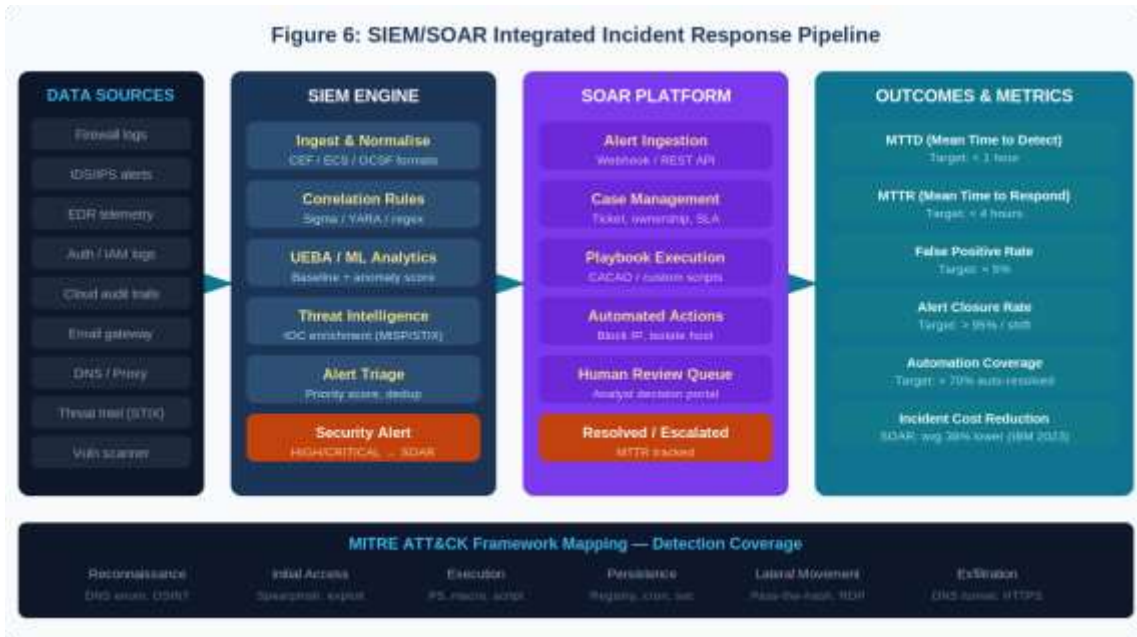 Figure 6: SIEM/SOAR Integrated Incident Response Pipeline
DATA SOURCES
Firewall logs
IDS/IPS alerts
EDR telemetry
Auth / IAM logs
Cloud audit trails
Email gateway
DNS / Proxy
Threat Intel (STIX)
Vuln scanner
SIEM ENGINE
Ingest & Normalise
CEF / ECS / OCSF formats
Correlation Rules
Sigma / YARA / regex
UEBA / ML Analytics
Baseline + anomaly score
Threat Intelligence
IOC enrichment (MISP/STIX)
Alert Triage
Priority score, dedup
Security Alert
HIGH/CRITICAL → SOAR
SOAR PLATFORM
Alert Ingestion
Webhook / REST API
Case Management
Ticket, ownership, SLA
Playbook Execution
CACAO / custom scripts
Automated Actions
Block IP, isolate host
Human Review Queue
Analyst decision portal
Resolved / Escalated
MTTR tracked
OUTCOMES & METRICS
MTTD (Mean Time to Detect)
Target: < 1 hour
MTTR (Mean Time to Respond)
Target: < 4 hours
False Positive Rate
Target: < 5%
Alert Closure Rate
Target: > 95% / shift
Automation Coverage
Target: > 70% auto-resolved
Incident Cost Reduction
SOAR: avg lower (IBM 2023)
MITRE ATT&CK Framework Mapping — Detection Coverage
Reconnaissance
DNS enum, OSINT
Initial Access
Spearphish, exploit
Execution
PS, macro, script
Persistence
Registry, cron, svc
Lateral Movement
Pass-the-hash, RDP
Exfiltration
DNS tunnel, HTTPS